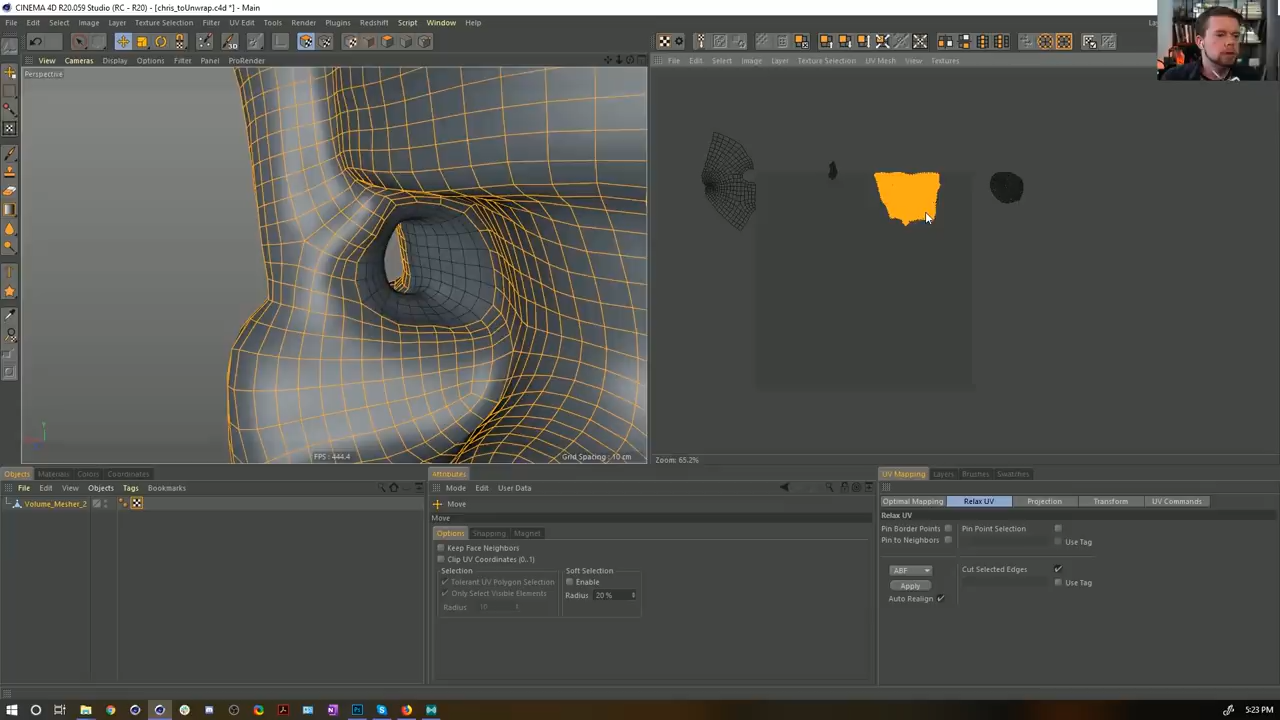 CINEMA 4D R20.059 Studio (RC - R20) - [chris_toUnwrap.c4d *] - Main
File Edit Select Image Layer Texture Selection Filter UV Edit Tools Render Plugins Redshift Script Window Help
View Cameras Display Options Filter Panel ProRender
File Edit Select Image Layer Texture Selection UV Mesh View Textures
Perspective
FPS : 444.4
Grid Spacing : 10 cm
Zoom: 65.2%
Objects Materials Colors Coordinates
File Edit View Objects Tags Bookmarks
Volume_Mesher_2
Attributes
Mode Edit User Data
Move
Move
Options Shapping Magnet
Keep Face Neighbors
Clip UV Coordinates (0..1)
Selection
Tolerant UV Polygon Selection
Only Select Visible Elements
Radius 10
Soft Selection
Enable
Radius 20 %
UV Mapping Layers Brushes Swatches
Optimal Mapping Relax UV Projection Transform UV Commands
Relax UV
Pin Border Points Pin Point Selection
Pin to Neighbors Use Tag
ABF Cut Selected Edges
Apply Use Tag
Auto Realign
5:23 PM